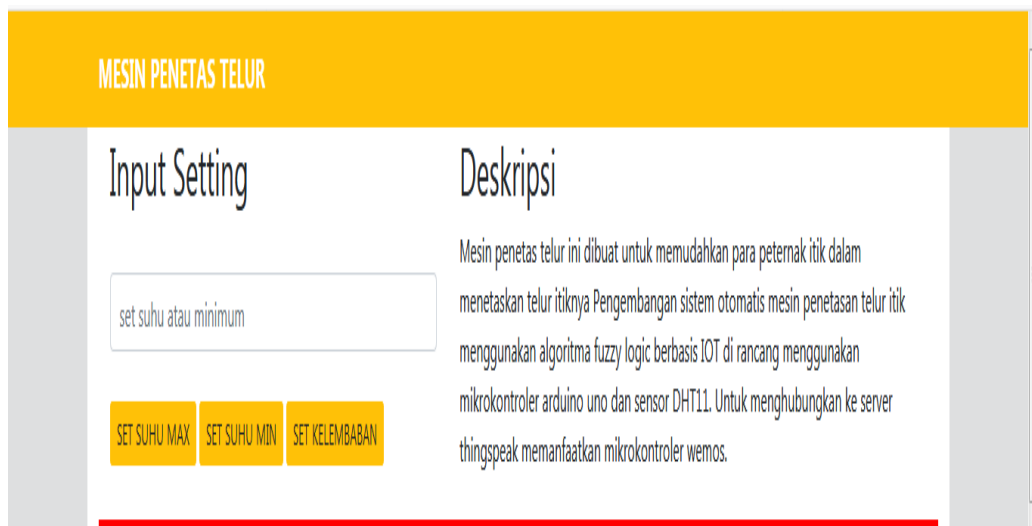 MESIN PENETAS TELUR
Input Setting
set suhu atau minimum
SET SUHU MAX SET SUHU MIN SET KELEMBABAN
Deskripsi
Mesin penetas telur ini dibuat untuk memudahkan para peternak itik dalam
menetaskan telur itiknya Pengembangan sistem otomatis mesin penetasan telur itik
menggunakan algoritma fuzzy logic berbasis IOT di rancang menggunakan
mikrokontroler arduino uno dan sensor DHT11. Untuk menghubungkan ke server
thingspeak memanfaatkan mikrokontroler wemos.